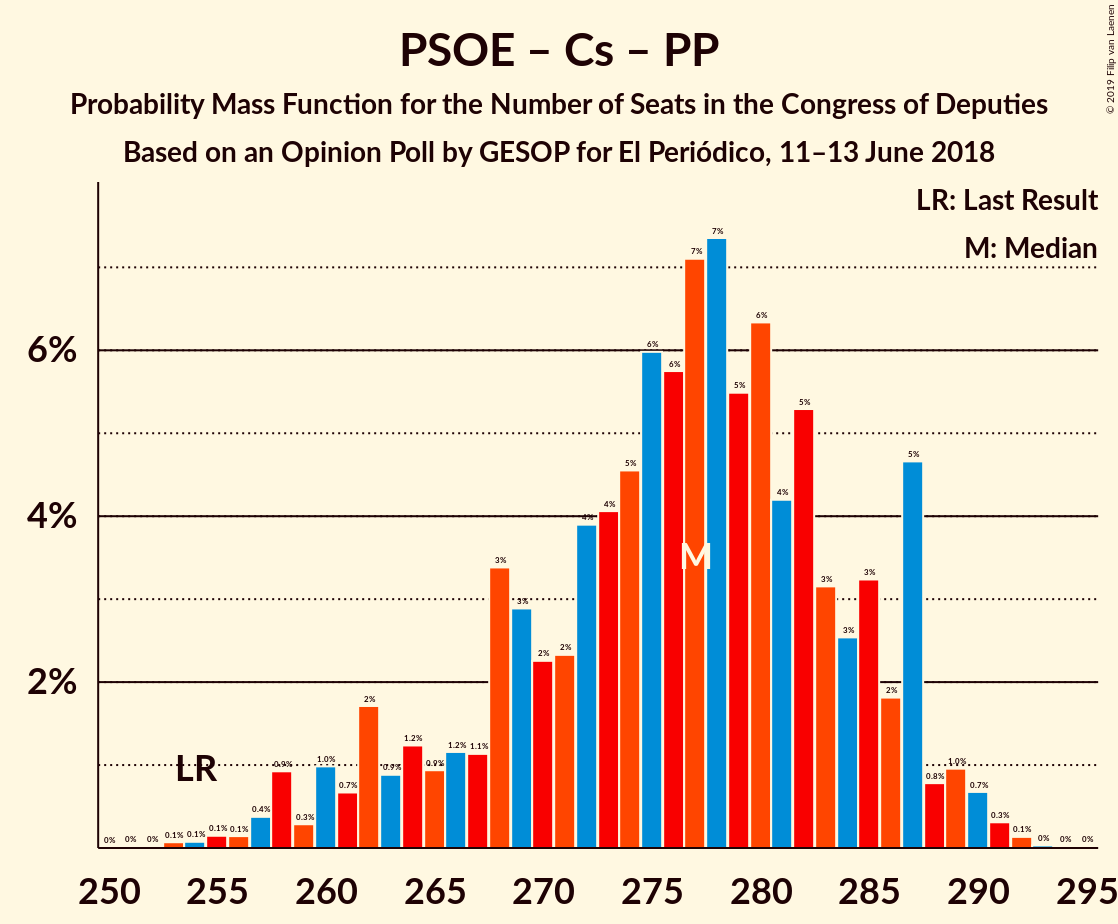 PSOE – Cs – PP
Probability Mass Function for the Number of Seats in the Congress of Deputies
Based on an Opinion Poll by GESOP for El Periódico, 11–13 June 2018
© 2019 Filip van Laenen
LR: Last Result
M: Median
6%
4%
2%
0% 0% 0% 0.1% 0.1% 0.1% 0.1% 0.4% 0.9% 0.3% 1.0% 0.7% 2% 0.9% 1.2% 0.9% 1.2% 1.1% 3% 3% 2% 2% 4% 4% 5% 6% 6% 7% 7% 5% 6% 4% 5% 3% 3% 3% 2% 5% 0.8% 1.0% 0.7% 0.3% 0.1% 0% 0% 0%
M
LR
250 255 260 265 270 275 280 285 290 295